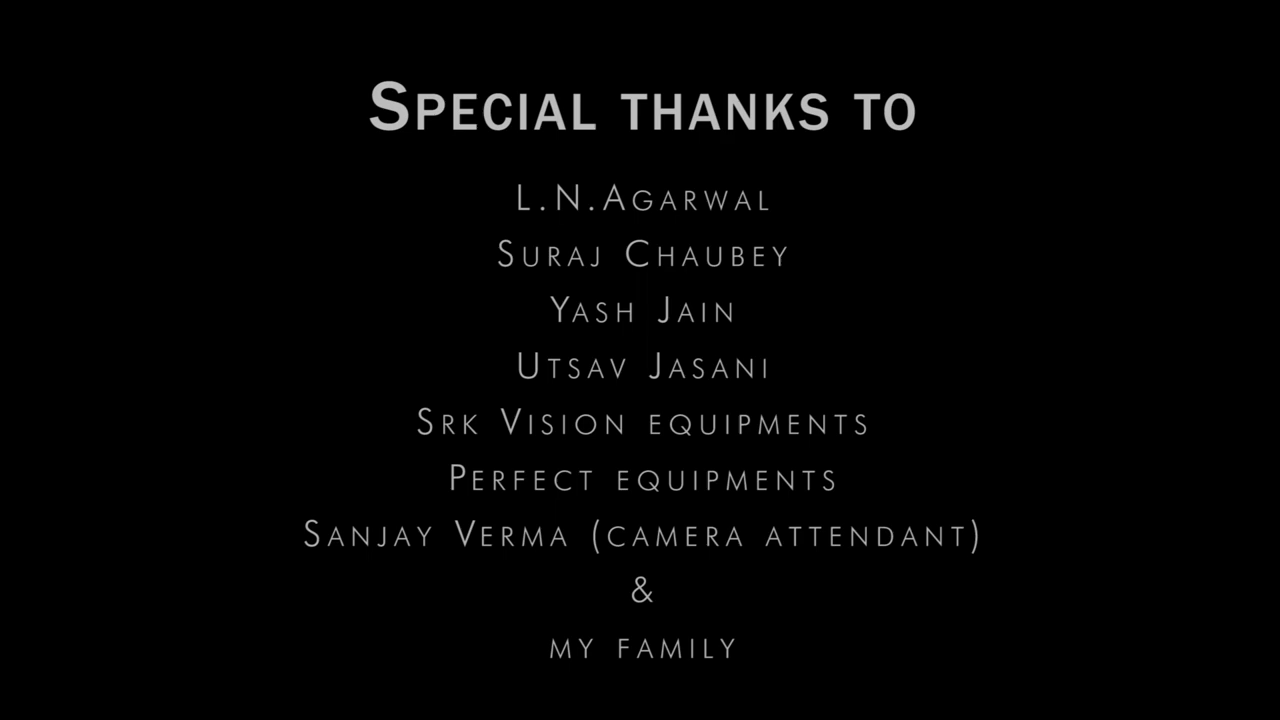 Special thanks to
L.N.Agarwal
Suraj Chaubey
Yash Jain
Utsav Jasani
Srk Vision equipments
Perfect equipments
Sanjay Verma (camera attendant)
&
my family